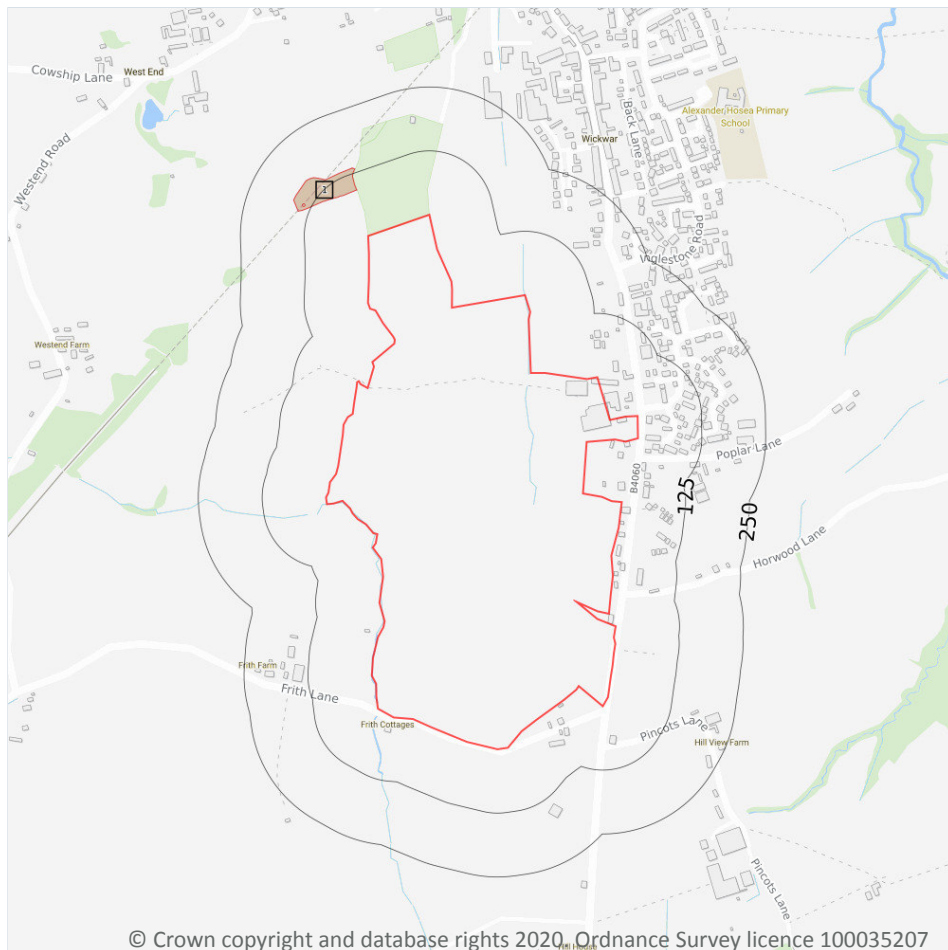 Cowship Lane
West End
Westend Road
Back Lane
Alexander Hosea Primary
School
Wickwar
1
Inglestone Road
Westend Farm
Poplar Lane
B4060
125
250
Horwood Lane
Frith Farm
Frith Lane
Frith Cottages
Pincots Lane
Hill View Farm
Pincots Lane
Hill House
© Crown copyright and database rights 2020. Ordnance Survey licence 100035207